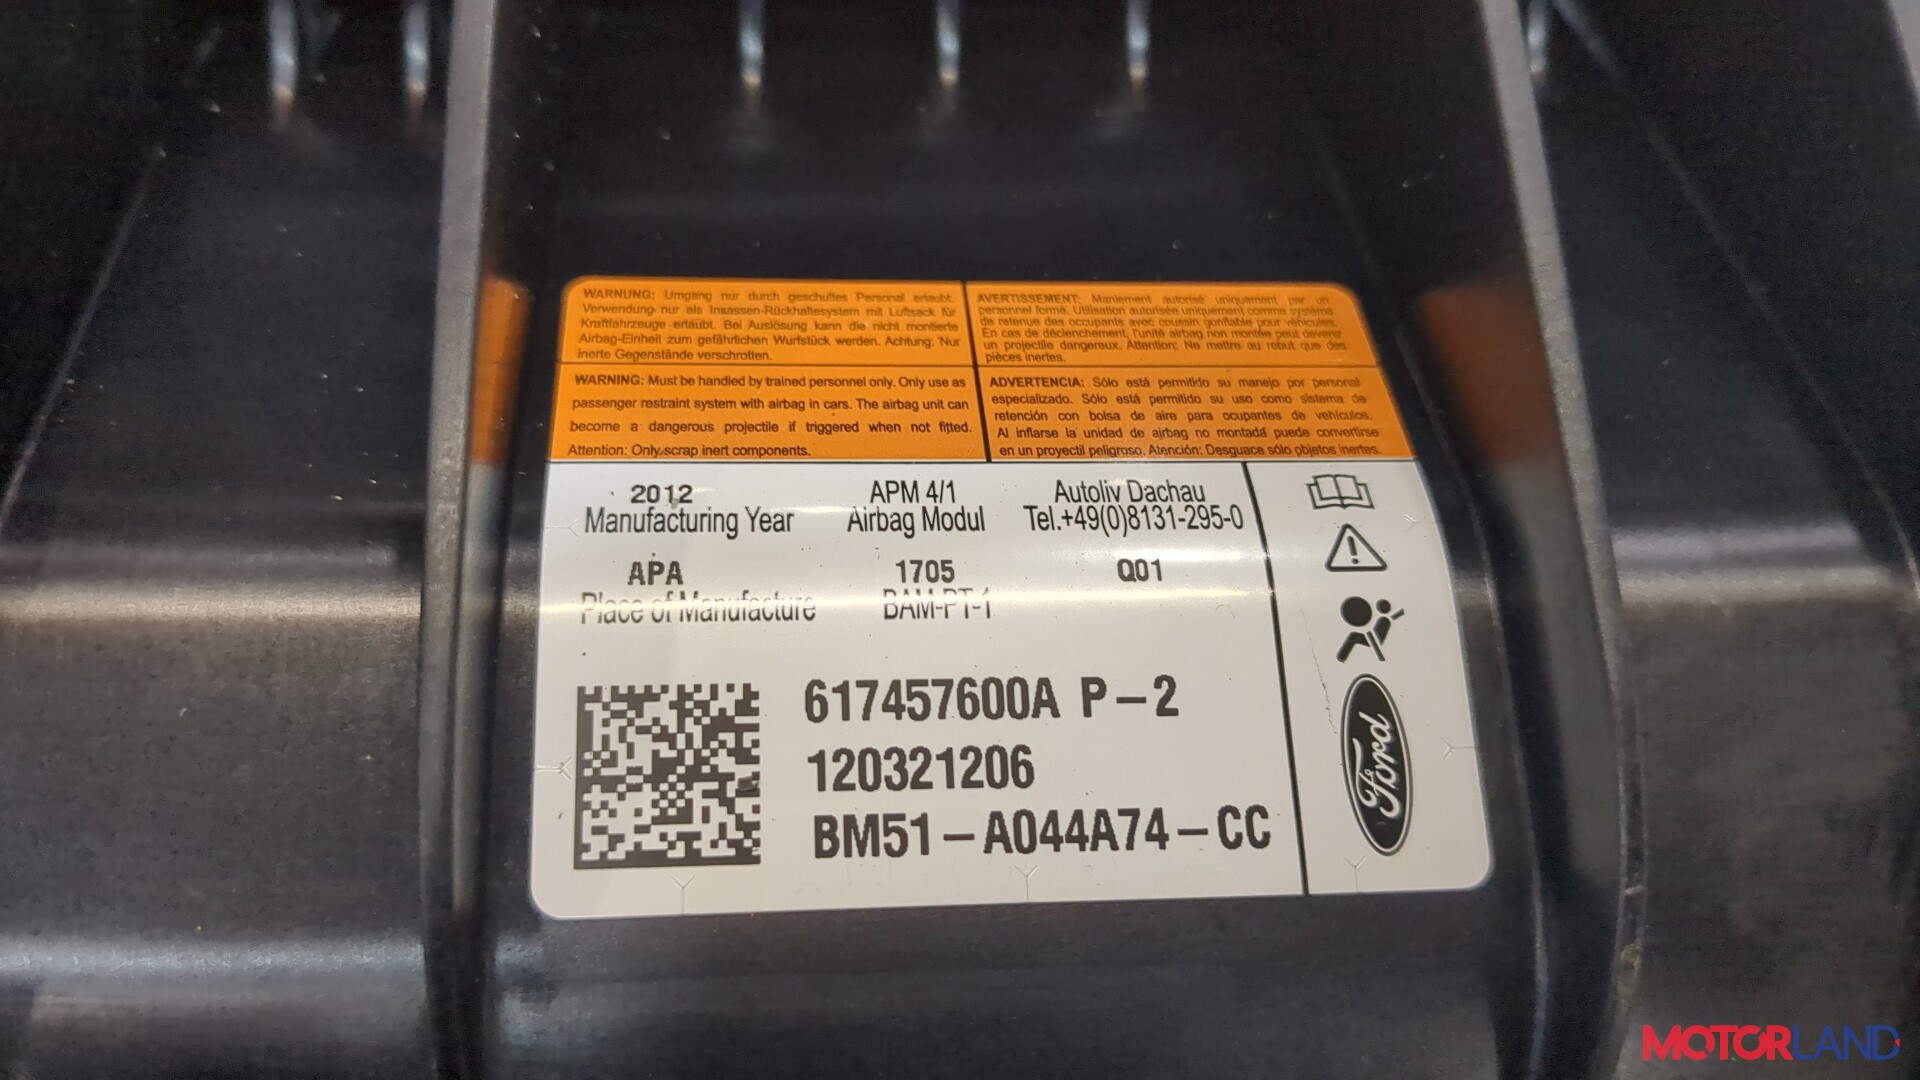 WARNUNG: Umgang nur durch geschultes Personal erlaubt.
Verwendung nur als Insassen-Rückhaltesystem mit Luftsack für
Kraftfahrzeuge erlaubt. Bei Auslösung kann die nicht montierte
Airbag-Einheit zum gefährlichen Wurfstück werden. Achtung: Nur
inerte Gegenstände verschrotten.
AVERTISSEMENT: Maniement autorisé uniquement par un
personnel formé. Utilisation autorisée uniquement comme système
de retenue des occupants avec coussin gonflable pour véhicules.
En cas de déclenchement, l'unité airbag non montée peut devenir
un projectile dangereux. Attention: Ne mettre au rebut que des
pièces inertes.
WARNING: Must be handled by trained personnel only. Only use as
passenger restraint system with airbag in cars. The airbag unit can
become a dangerous projectile if triggered when not fitted.
Attention: Only scrap inert components.
ADVERTENCIA: Sólo está permitido su manejo por personal
especializado. Sólo está permitido su uso como sistema de
retención con bolsa de aire para ocupantes de vehículos.
Al inflarse la unidad de airbag no montada puede convertirse
en un proyectil peligroso. Atención: Desguace sólo objetos inertes.
2012
Manufacturing Year
APM 4/1
Airbag Modul
Autoliv Dachau
Tel.+49(0)8131-295-0
APA
Place of Manufacture
1705
BAM-PT-1
Q01
617457600A P-2
120321206
BM51-A044A74-CC
Ford
MOTORLAND